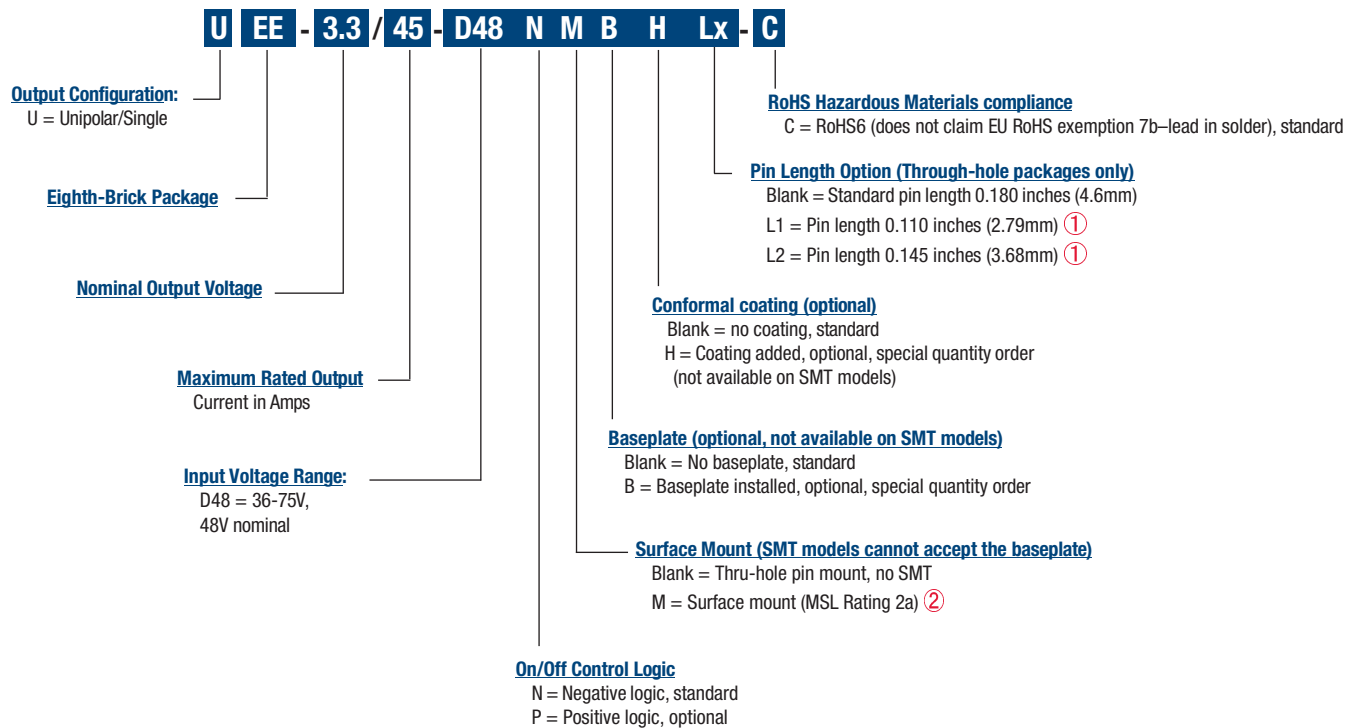 U EE - 3.3 / 45 - D48 N M B H Lx - C
Output Configuration:
U = Unipolar/Single
Eighth-Brick Package
Nominal Output Voltage
Maximum Rated Output
Current in Amps
Input Voltage Range:
D48 = 36-75V,
48V nominal
On/Off Control Logic
N = Negative logic, standard
P = Positive logic, optional
Surface Mount (SMT models cannot accept the baseplate)
Blank = Thru-hole pin mount, no SMT
M = Surface mount (MSL Rating 2a) ②
Baseplate (optional, not available on SMT models)
Blank = No baseplate, standard
B = Baseplate installed, optional, special quantity order
Conformal coating (optional)
Blank = no coating, standard
H = Coating added, optional, special quantity order
(not available on SMT models)
Pin Length Option (Through-hole packages only)
Blank = Standard pin length 0.180 inches (4.6mm)
L1 = Pin length 0.110 inches (2.79mm) ①
L2 = Pin length 0.145 inches (3.68mm) ①
RoHS Hazardous Materials compliance
C = RoHS6 (does not claim EU RoHS exemption 7b–lead in solder), standard